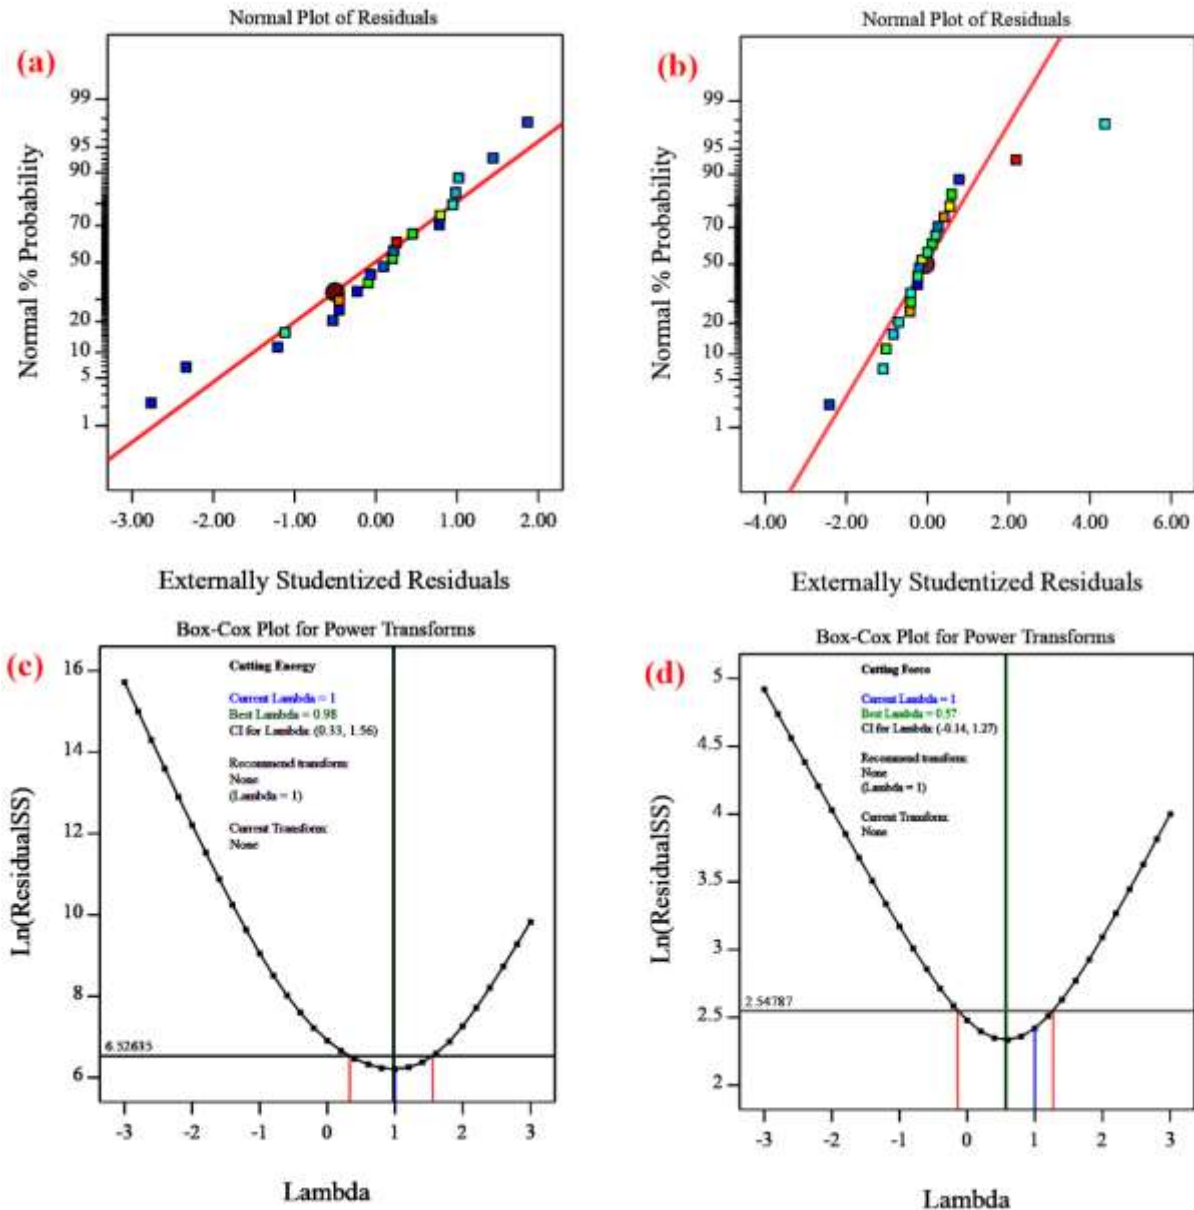 Normal Plot of Residuals
(a)
Normal % Probability
99
95
90
70
50
20
10
5
1
-3.00 -2.00 -1.00 0.00 1.00 2.00
Externally Studentized Residuals
Normal Plot of Residuals
(b)
Normal % Probability
99
95
90
70
50
20
10
5
1
-4.00 -2.00 0.00 2.00 4.00 6.00
Externally Studentized Residuals
Box-Cox Plot for Power Transforms
(c)
Ln(ResidualSS)
16
14
12
10
8
6
Cutting Energy
Current Lambda = 1
Best Lambda = 0.98
CI for Lambda: (0.33, 1.56)
Recommend transform:
None
(Lambda = 1)
Current Transform:
None
6.52635
-3 -2 -1 0 1 2 3
Lambda
Box-Cox Plot for Power Transforms
(d)
Ln(ResidualSS)
5
4.5
4
3.5
3
2.5
2
Cutting Force
Current Lambda = 1
Best Lambda = 0.57
CI for Lambda: (-0.14, 1.27)
Recommend transform:
None
(Lambda = 1)
Current Transform:
None
2.54787
-3 -2 -1 0 1 2 3
Lambda